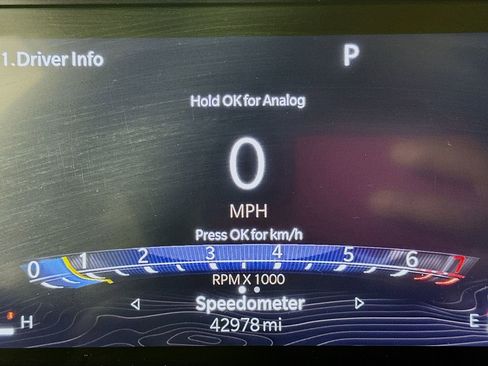 1.Driver Info
P
Hold OK for Analog
0
MPH
Press OK for km/h
0 1 2 3 4 5 6 7
RPM X 1000
Speedometer
H
42978 mi
E